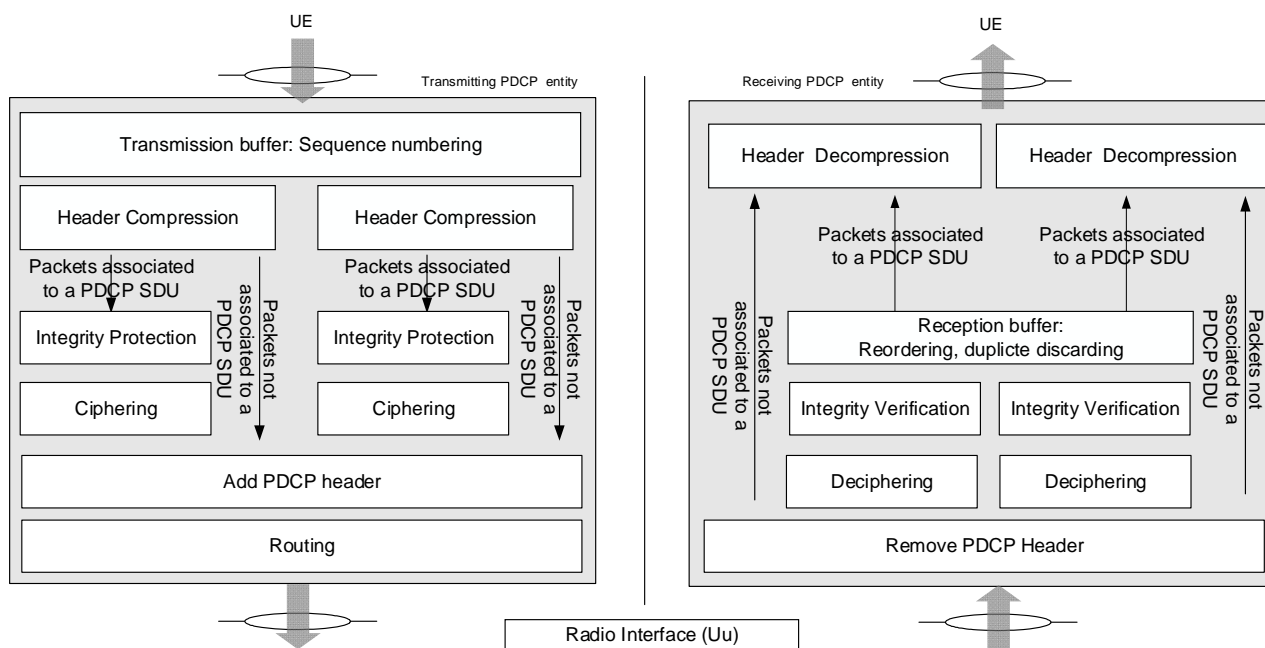 UE
Transmitting PDCP entity
Transmission buffer: Sequence numbering
Header Compression
Header Compression
Packets associated
to a PDCP SDU
Packets not
associated to a
PDCP SDU
Packets associated
to a PDCP SDU
Packets not
associated to a
PDCP SDU
Integrity Protection
Integrity Protection
Ciphering
Ciphering
Add PDCP header
Routing
UE
Receiving PDCP entity
Header Decompression
Header Decompression
Packets associated
to a PDCP SDU
Packets associated
to a PDCP SDU
Packets not
associated to a
PDCP SDU
Packets not
associated to a
PDCP SDU
Reception buffer:
Reordering, duplicte discarding
Integrity Verification
Integrity Verification
Deciphering
Deciphering
Remove PDCP Header
Radio Interface (Uu)